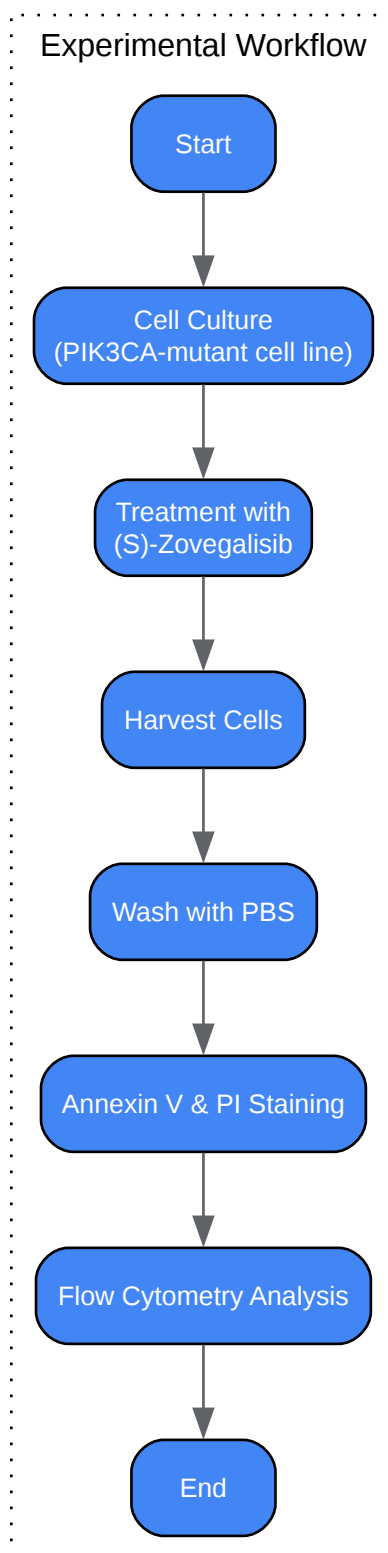 Experimental Workflow
Start
Cell Culture
(PIK3CA-mutant cell line)
Treatment with
(S)-Zovegalisib
Harvest Cells
Wash with PBS
Annexin V & PI Staining
Flow Cytometry Analysis
End